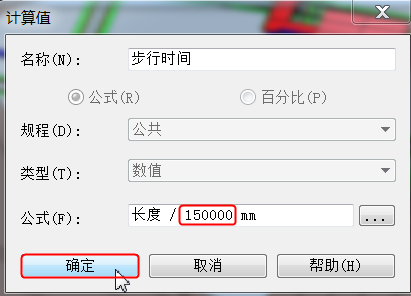 计算值
名称(N): 步行时间
公式(R) 百分比(P)
规程(D): 公共
类型(T): 数值
公式(F): 长度 / 150000 mm ...
确定 取消 帮助(H)